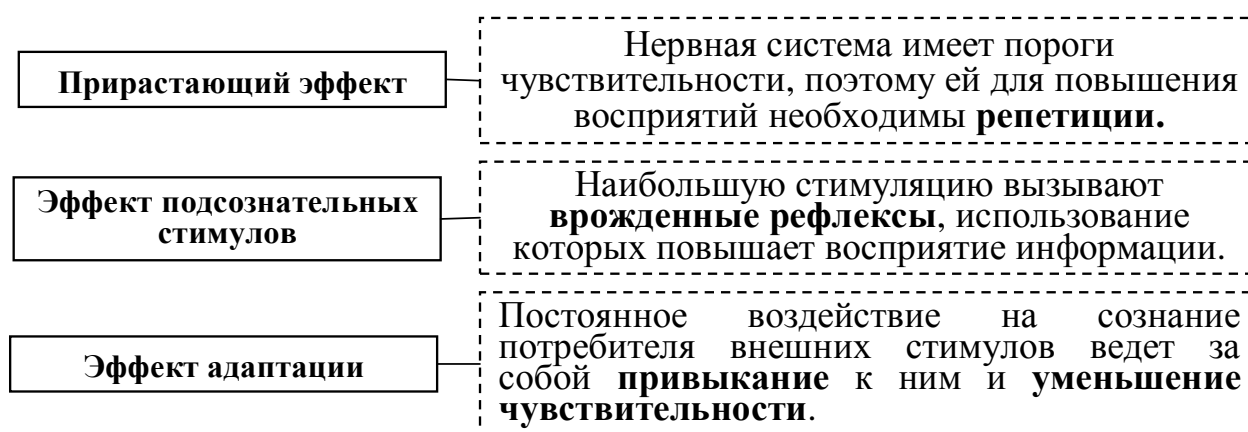 Прирастающий эффект
Нервная система имеет пороги
чувствительности, поэтому ей для повышения
восприятий необходимы репетиции.
Эффект подсознательных
стимулов
Наибольшую стимуляцию вызывают
врожденные рефлексы, использование
которых повышает восприятие информации.
Эффект адаптации
Постоянное воздействие на сознание
потребителя внешних стимулов ведет за
собой привыкание к ним и уменьшение
чувствительности.